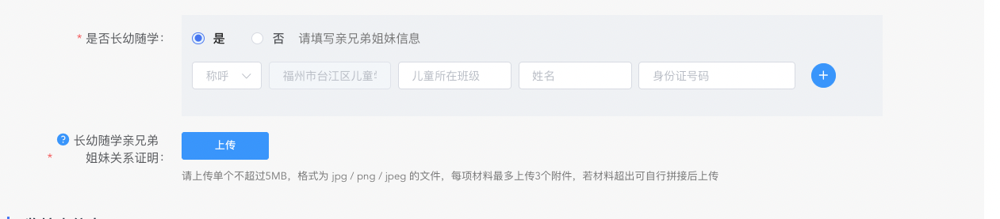 * 是否长幼随学： 是 否 请填写亲兄弟姐妹信息
称呼 福州市台江区儿童 儿童所在班级 姓名 身份证号码 +
? 长幼随学亲兄弟
* 姐妹关系证明：
上传
请上传单个不超过5MB，格式为 jpg / png / jpeg 的文件，每项材料最多上传3个附件，若材料超出可自行拼接后上传